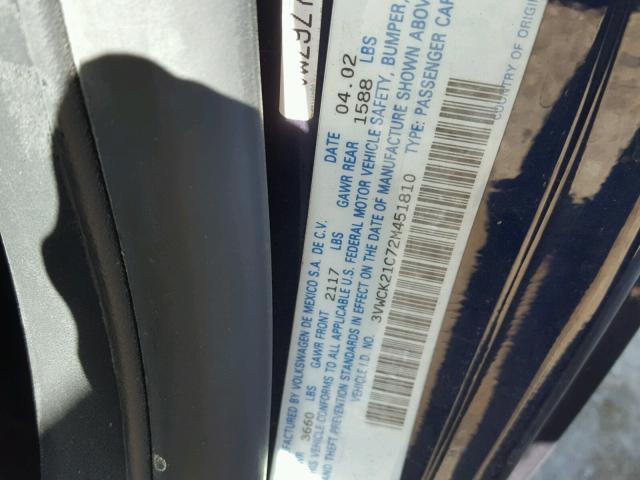 FACTURED BY VOLKSWAGEN DE MEXICO S.A. DE C.V. DATE 04.02
WR 3660 LBS GAWR FRONT 2117 LBS GAWR REAR 1588 LBS
VEHICLE CONFORMS TO ALL APPLICABLE U.S. FEDERAL MOTOR VEHICLE SAFETY, BUMPER,
AND THEFT PREVENTION STANDARDS IN EFFECT ON THE DATE OF MANUFACTURE SHOWN ABOVE
VEHICLE I.D. NO. 3VWCK21C72M451810 TYPE: PASSENGER CAR
COUNTRY OF ORIGIN